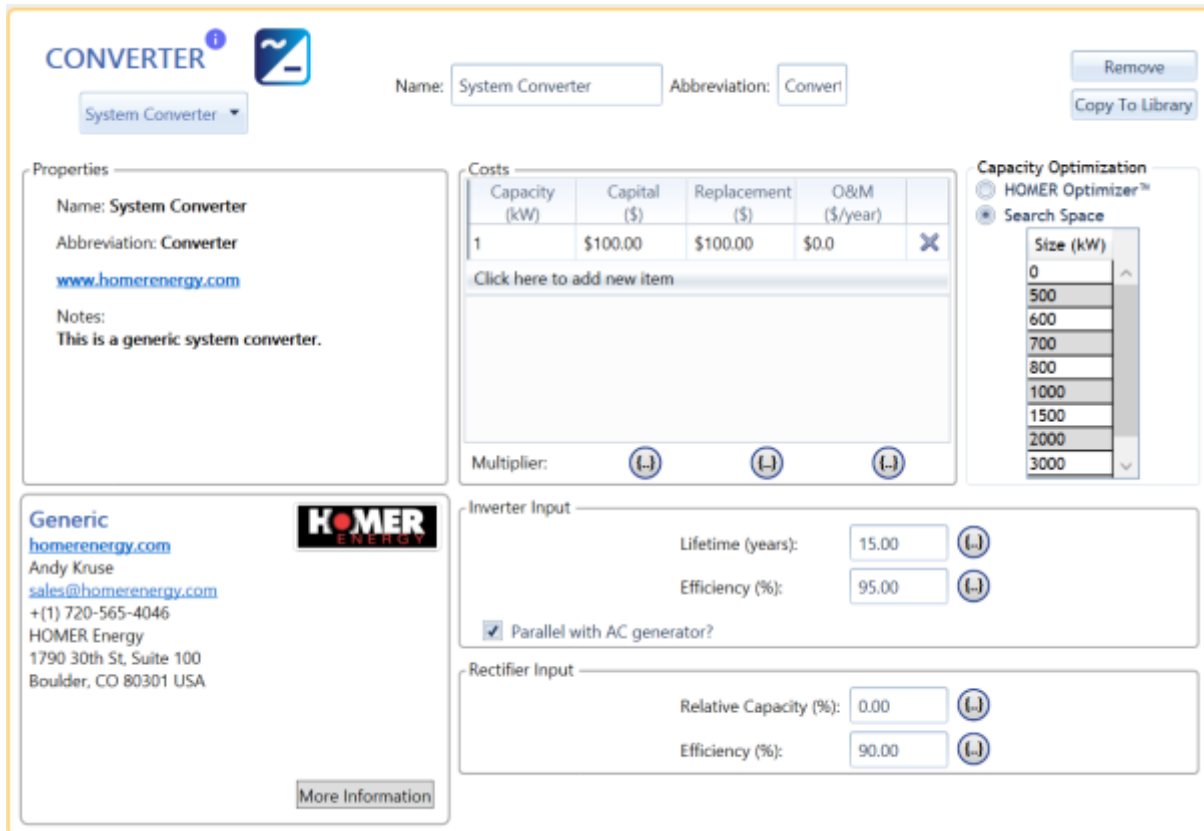 CONVERTER
System Converter
Name: System Converter Abbreviation: Convert
Remove
Copy To Library
Properties
Name: System Converter
Abbreviation: Converter
www.homerenergy.com
Notes:
This is a generic system converter.
Costs
Capacity (kW) Capital ($) Replacement ($) O&M ($/year)
1 $100.00 $100.00 $0.0
Click here to add new item
Multiplier: {..} {..} {..}
Capacity Optimization
HOMER Optimizer™
Search Space
Size (kW)
0
500
600
700
800
1000
1500
2000
3000
Generic
HOMER
ENERGY
homerenergy.com
Andy Kruse
sales@homerenergy.com
+(1) 720-565-4046
HOMER Energy
1790 30th St, Suite 100
Boulder, CO 80301 USA
More Information
Inverter Input
Lifetime (years): 15.00 {..}
Efficiency (%): 95.00 {..}
Parallel with AC generator?
Rectifier Input
Relative Capacity (%): 0.00 {..}
Efficiency (%): 90.00 {..}